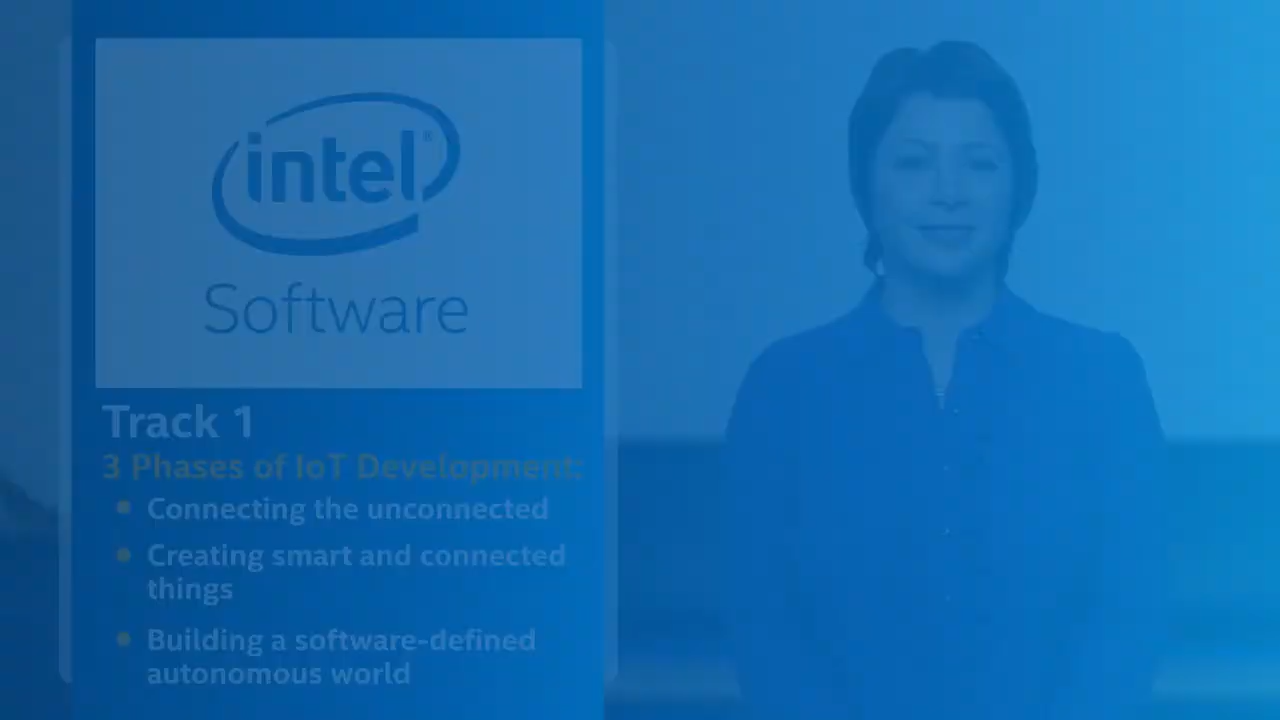 intel®
Software
Track 1
3 Phases of IoT Development:
• Connecting the unconnected
• Creating smart and connected
things
• Building a software-defined
autonomous world